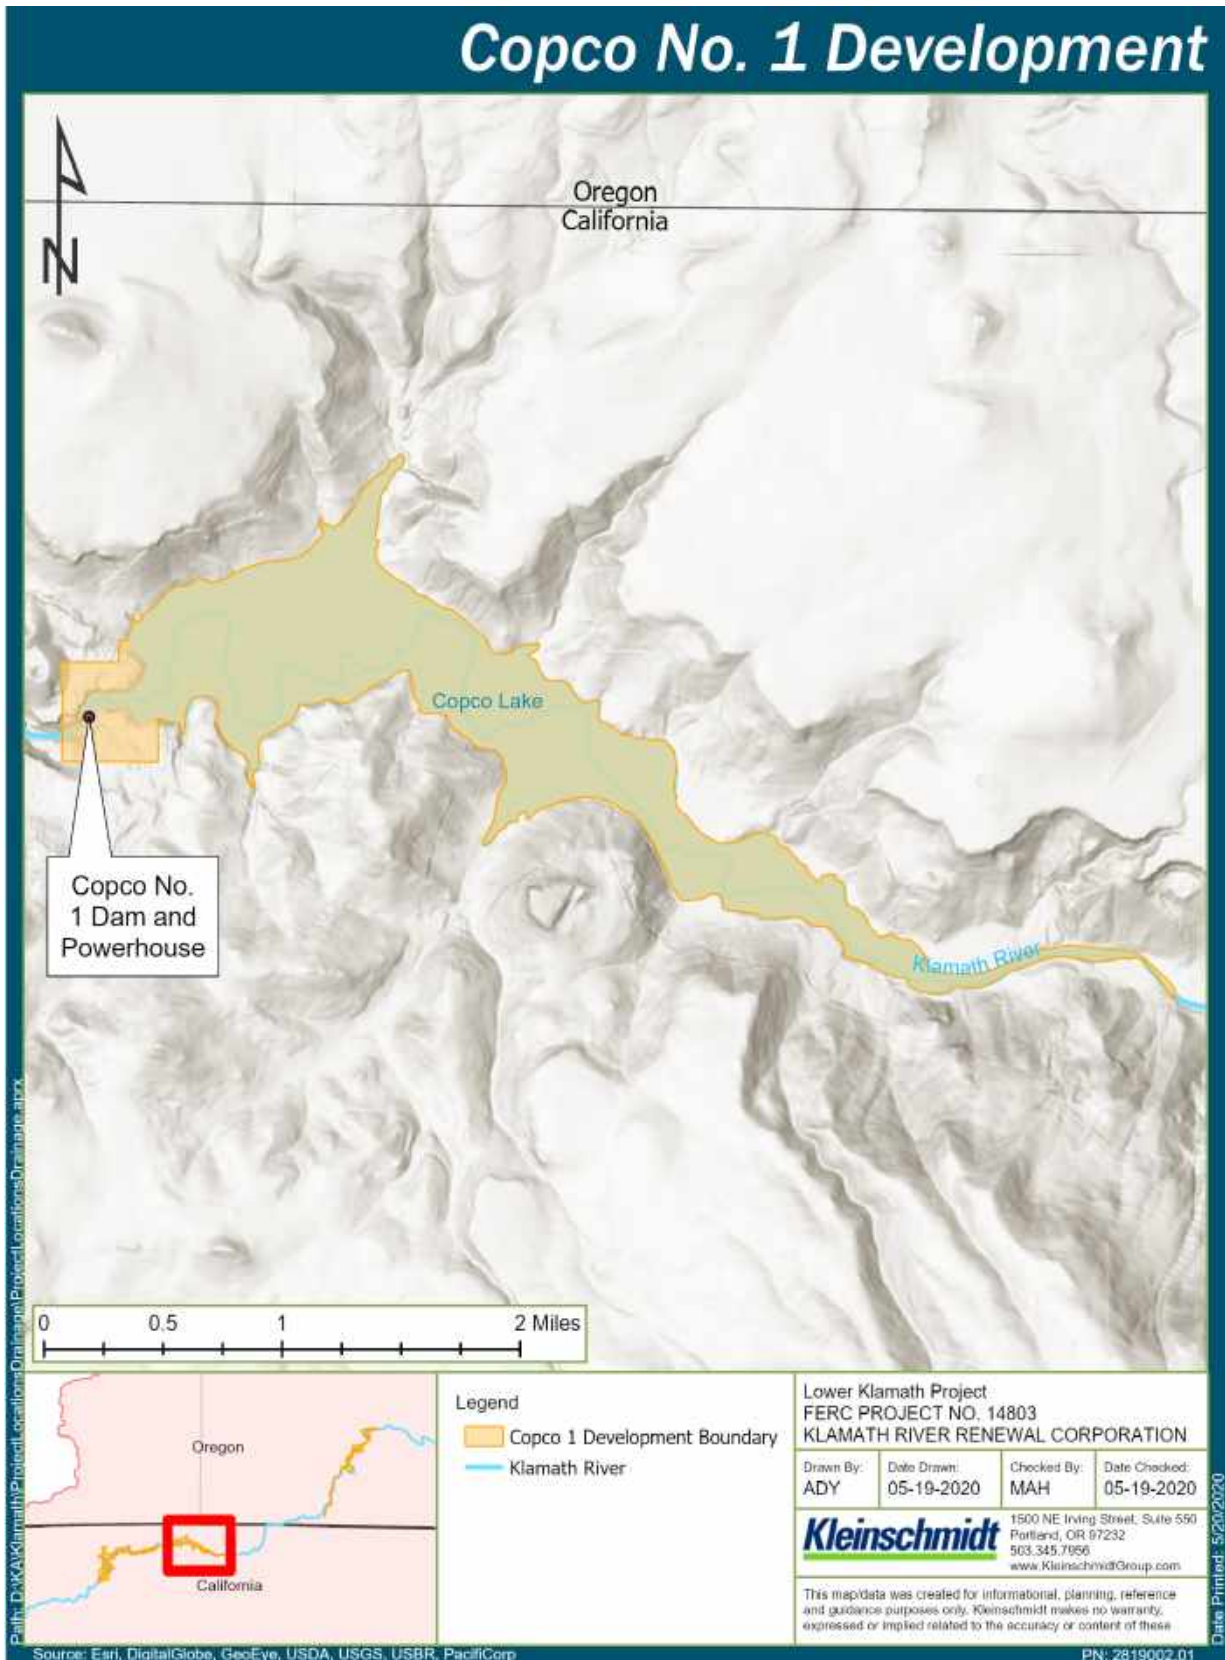 Copco No. 1 Development
Oregon
California
N
Copco Lake
Klamath River
Copco No.
1 Dam and
Powerhouse
0 0.5 1 2 Miles
Oregon
California
Legend
Copco 1 Development Boundary
Klamath River
Lower Klamath Project
FERC PROJECT NO. 14803
KLAMATH RIVER RENEWAL CORPORATION
Drawn By: Date Drawn: Checked By: Date Checked:
ADY 05-19-2020 MAH 05-19-2020
Kleinschmidt
1500 NE Irving Street, Suite 550
Portland, OR 97232
503.345.7956
www.KleinschmidtGroup.com
This map/data was created for informational, planning, reference
and guidance purposes only. Kleinschmidt makes no warranty,
expressed or implied related to the accuracy or content of these
Path: D:\KA\Klamath\ProjectLocationsDrainage\ProjectLocationsDrainage.aprx
Date Printed: 5/20/2020
Source: Esri, DigitalGlobe, GeoEye, USDA, USGS, USBR, PacifiCorp
PN: 2819002.01